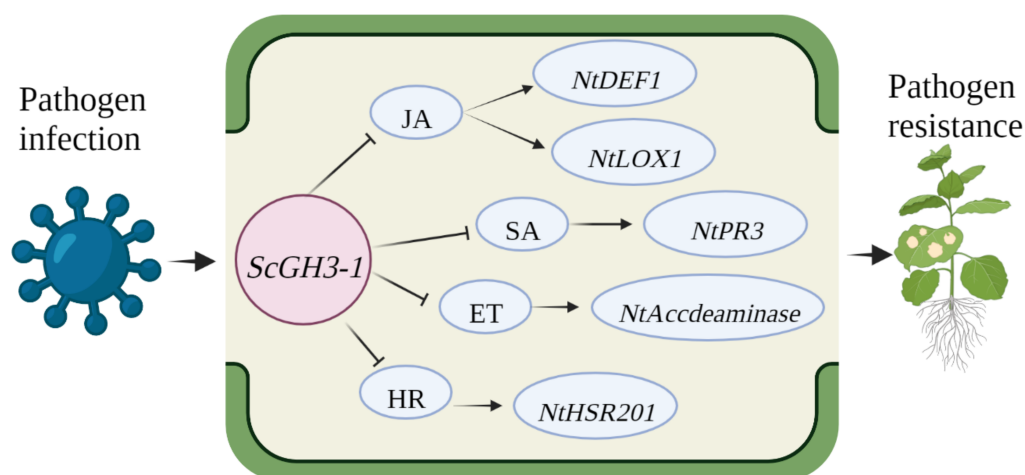 Pathogen
infection
ScGH3-1
JA
NtDEF1
NtLOX1
SA
NtPR3
ET
NtAccdeaminase
HR
NtHSR201
Pathogen
resistance